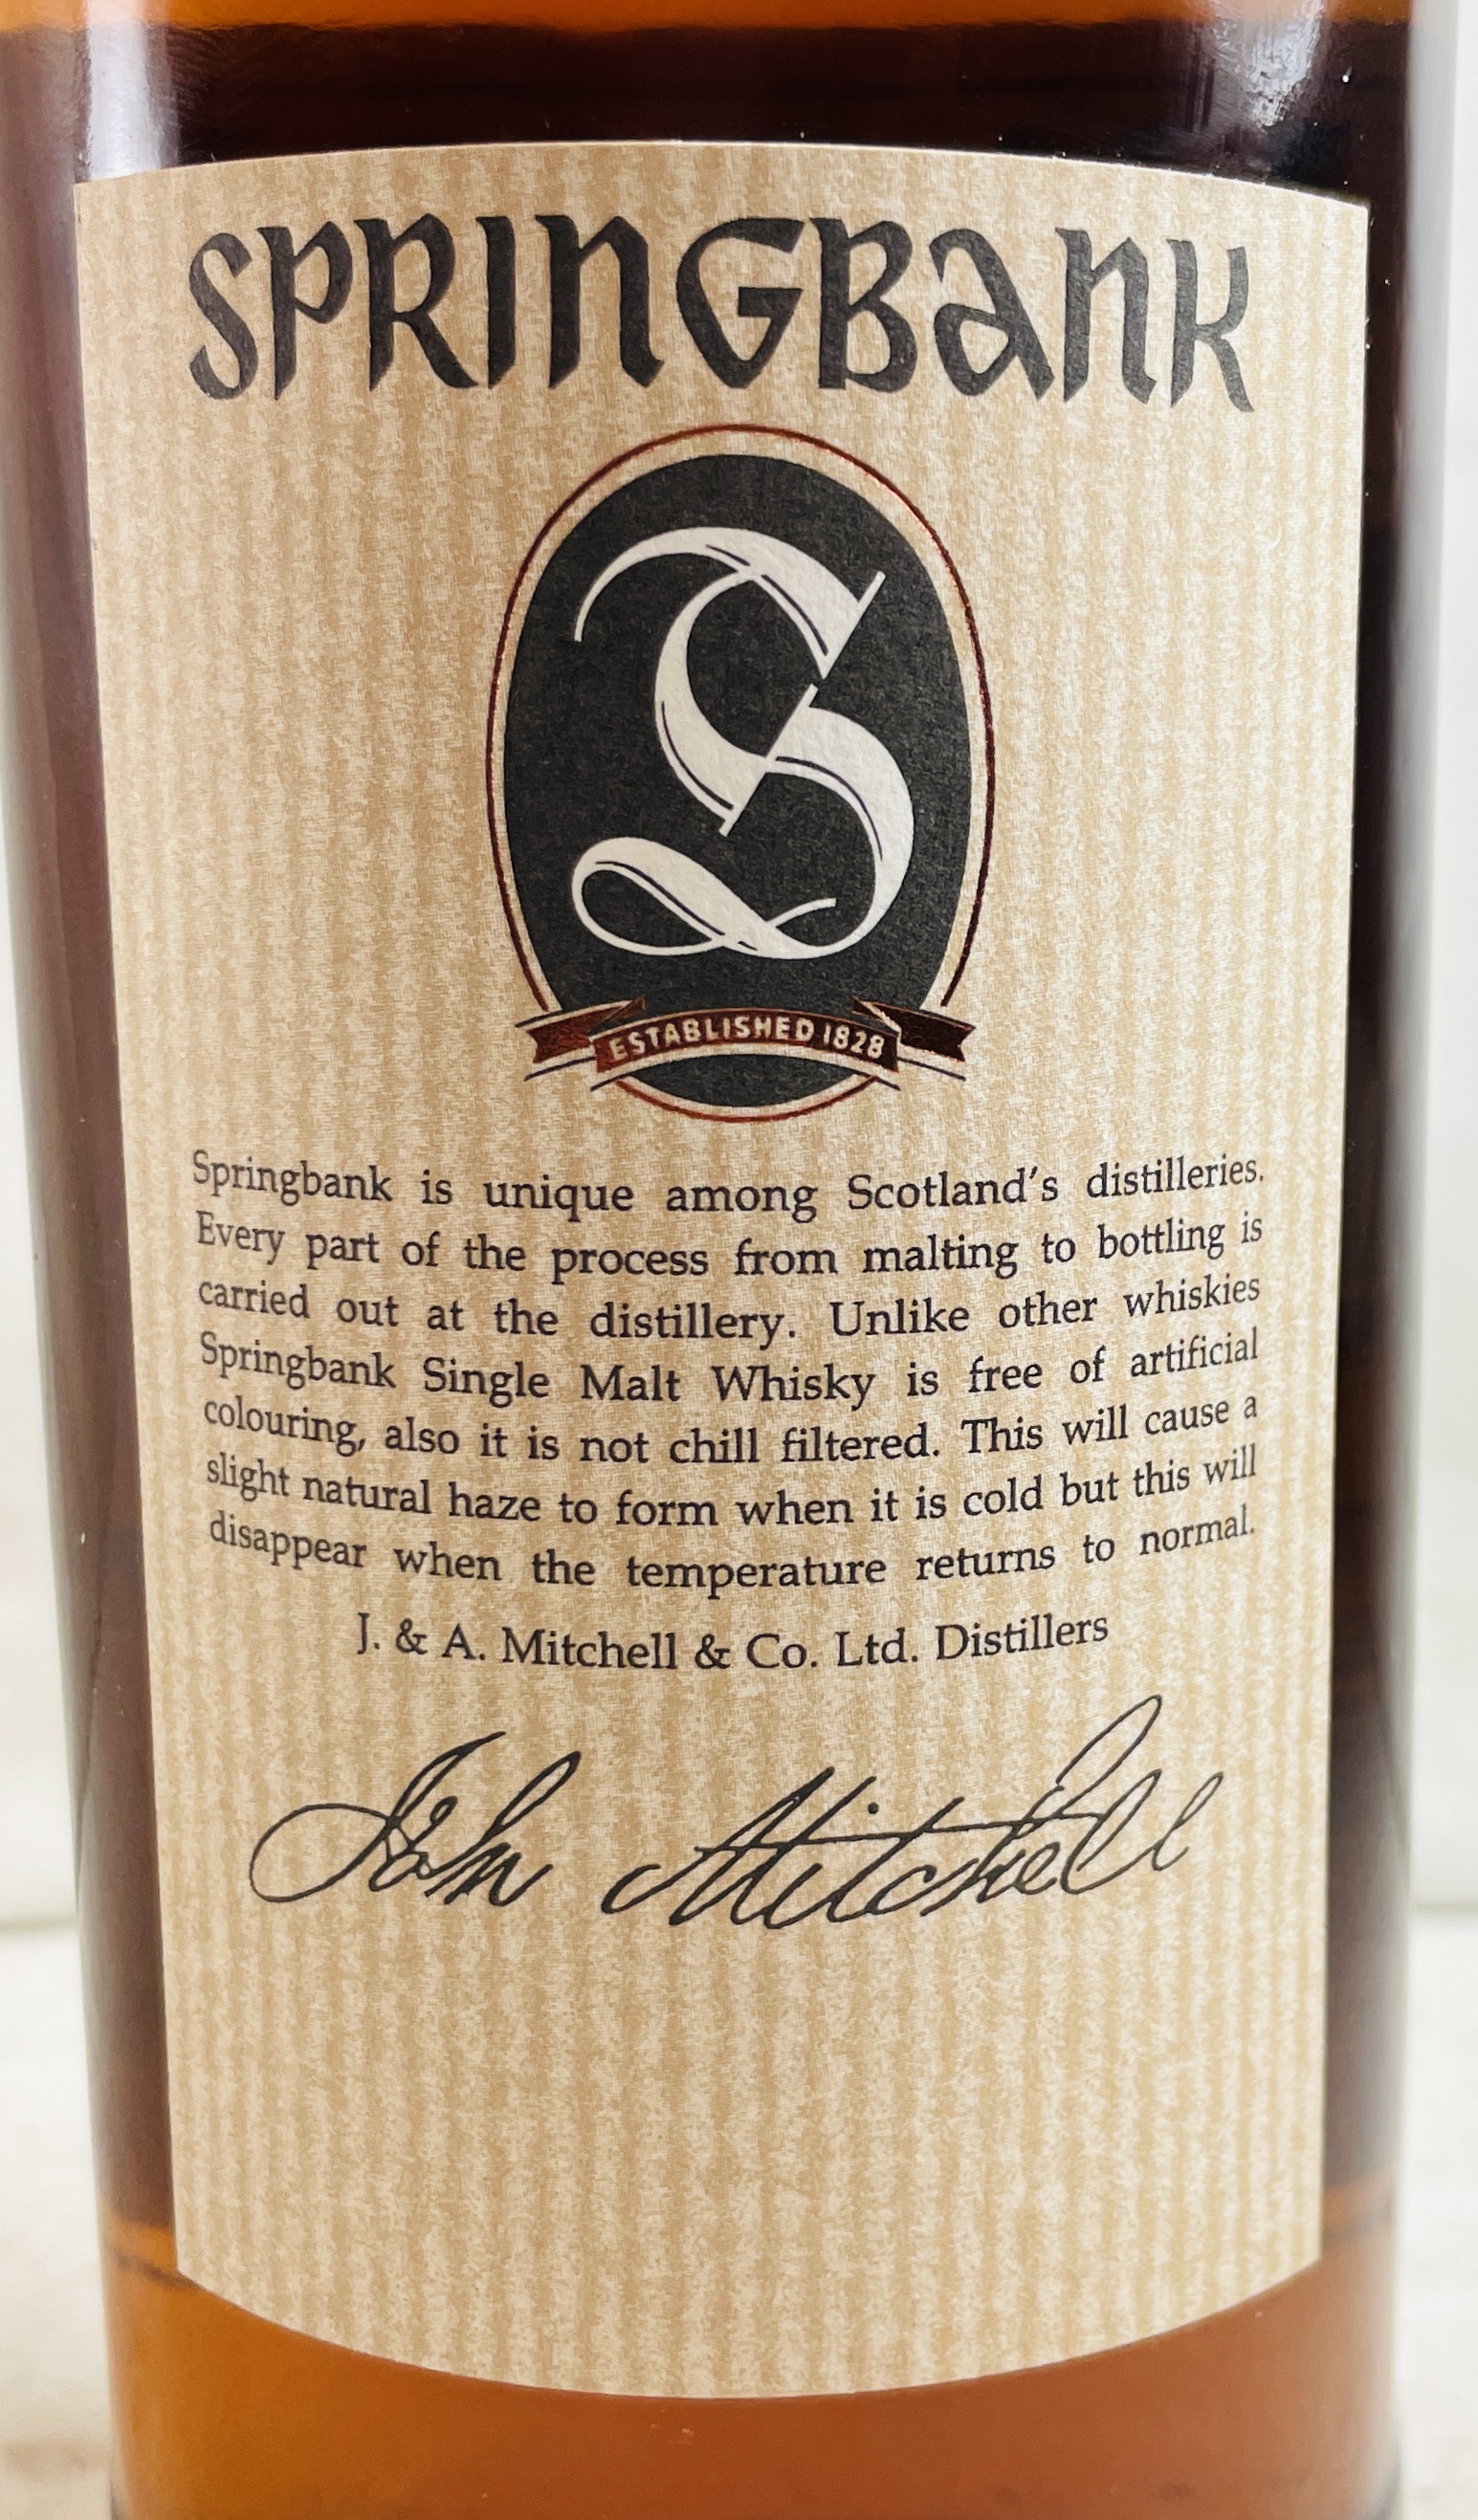 SPRINGBANK
S
ESTABLISHED 1828
Springbank is unique among Scotland's distilleries.
Every part of the process from malting to bottling is
carried out at the distillery. Unlike other whiskies
Springbank Single Malt Whisky is free of artificial
colouring, also it is not chill filtered. This will cause a
slight natural haze to form when it is cold but this will
disappear when the temperature returns to normal.
J. & A. Mitchell & Co. Ltd. Distillers
John Mitchell